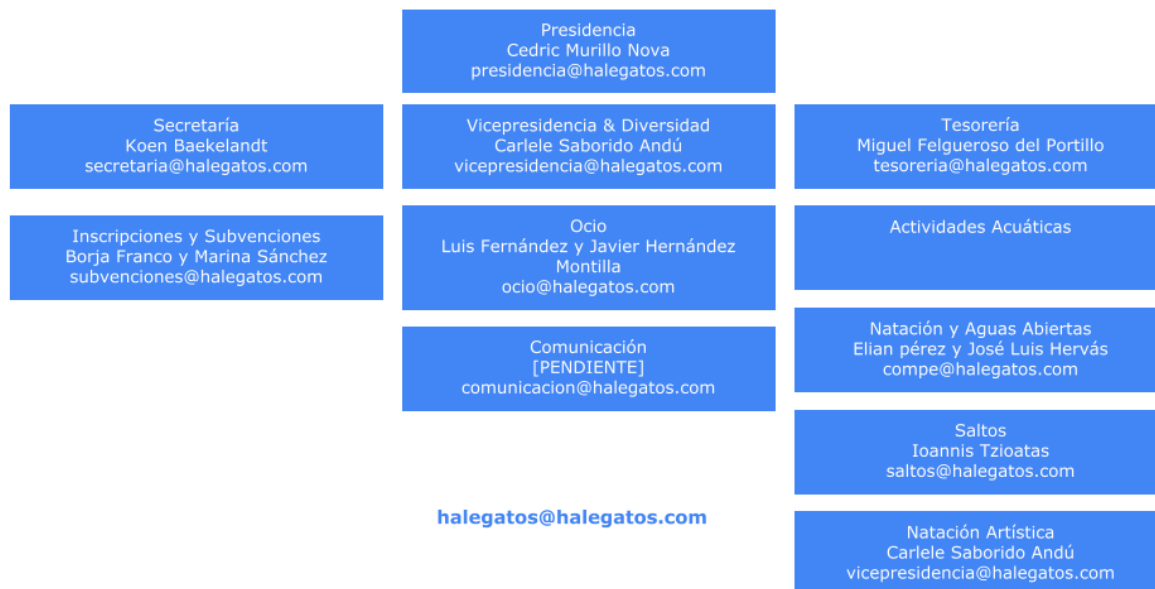 Presidencia
Cedric Murillo Nova
presidencia@halegatos.com
Secretaría
Koen Baekelandt
secretaria@halegatos.com
Vicepresidencia & Diversidad
Carlele Saborido Andú
vicepresidencia@halegatos.com
Tesorería
Miguel Felgueroso del Portillo
tesoreria@halegatos.com
Inscripciones y Subvenciones
Borja Franco y Marina Sánchez
subvenciones@halegatos.com
Ocio
Luis Fernández y Javier Hernández
Montilla
ocio@halegatos.com
Actividades Acuáticas
Comunicación
[PENDIENTE]
comunicacion@halegatos.com
Natación y Aguas Abiertas
Elian pérez y José Luis Hervás
compe@halegatos.com
Saltos
Ioannis Tzioatas
saltos@halegatos.com
halegatos@halegatos.com
Natación Artística
Carlele Saborido Andú
vicepresidencia@halegatos.com